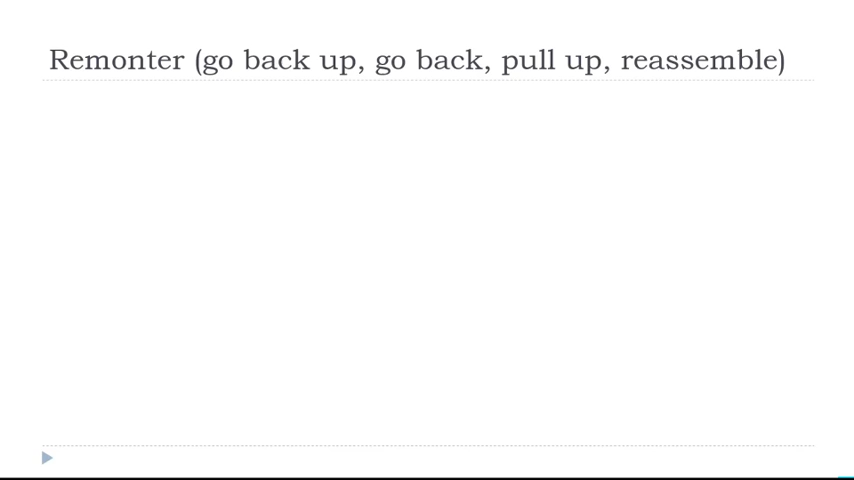 Remonter (go back up, go back, pull up, reassemble)